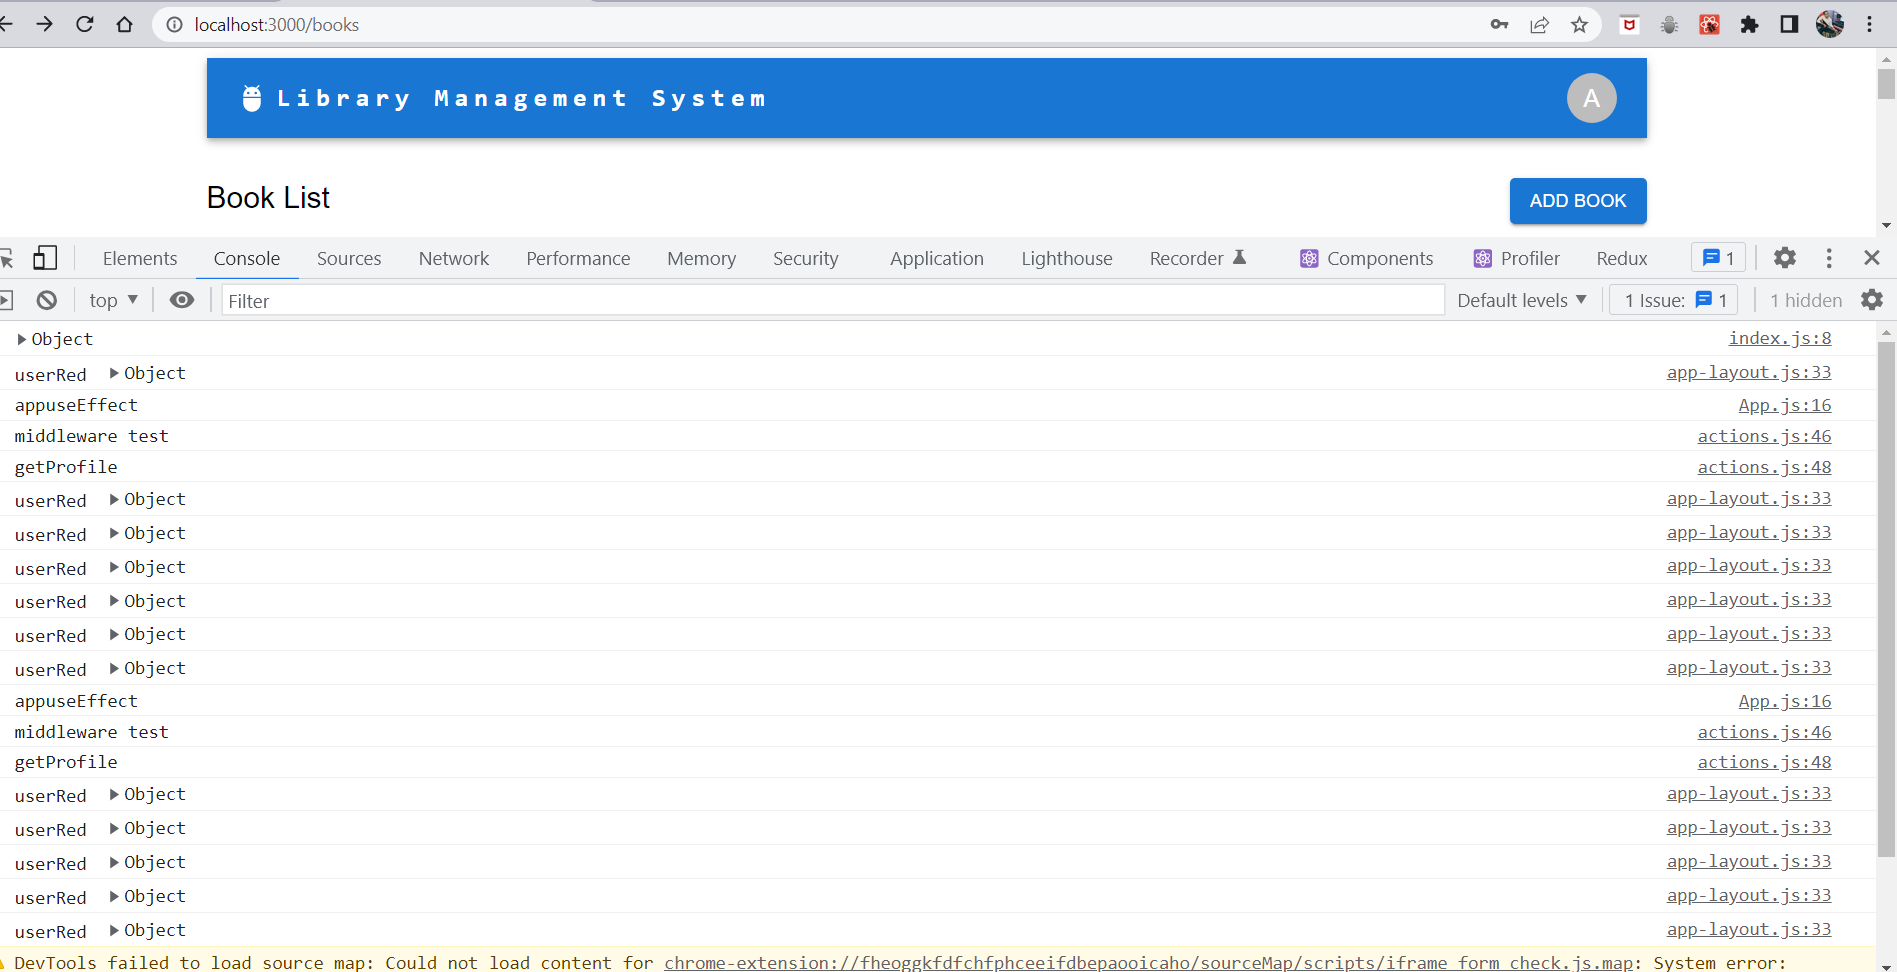 localhost:3000/books
Library Management System
A
Book List
ADD BOOK
Elements Console Sources Network Performance Memory Security Application Lighthouse Recorder Components Profiler Redux 1
top Filter Default levels 1 Issue: 1 1 hidden
Object index.js:8
userRed Object app-layout.js:33
appuseEffect App.js:16
middleware test actions.js:46
getProfile actions.js:48
userRed Object app-layout.js:33
userRed Object app-layout.js:33
userRed Object app-layout.js:33
userRed Object app-layout.js:33
userRed Object app-layout.js:33
userRed Object app-layout.js:33
appuseEffect App.js:16
middleware test actions.js:46
getProfile actions.js:48
userRed Object app-layout.js:33
userRed Object app-layout.js:33
userRed Object app-layout.js:33
userRed Object app-layout.js:33
userRed Object app-layout.js:33
DevTools failed to load source map: Could not load content for chrome-extension://fheoggkfdfchfphceeifdbepaooicaho/sourceMap/scripts/iframe_form_check.js.map: System error: